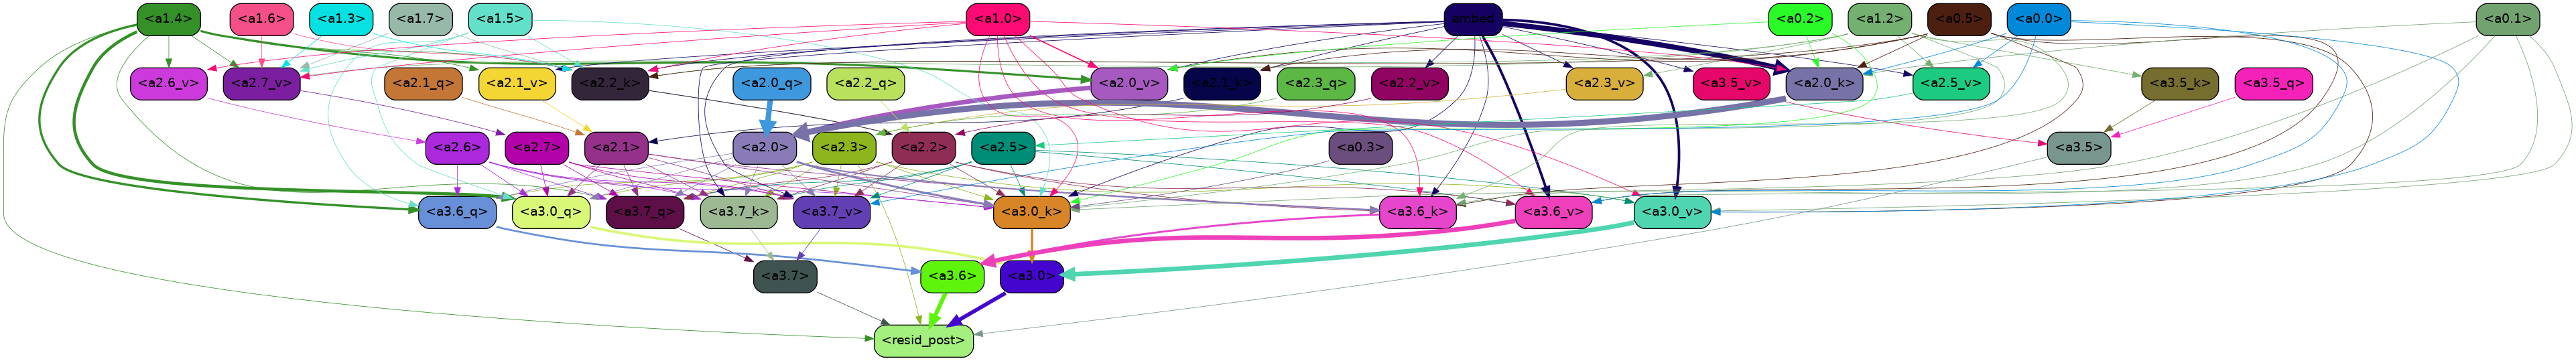 <a1.4> <a1.6> <a1.3> <a1.7> <a1.5> <a1.0> embed <a0.2> <a1.2> <a0.5> <a0.0> <a0.1>
<a2.6_v> <a2.7_v> <a2.1_q> <a2.1_v> <a2.2_k> <a2.0_q> <a2.2_q> <a2.0_v> <a2.1_k> <a2.3_q> <a2.2_v> <a2.3_v> <a3.5_v> <a2.0_k> <a2.5_v> <a3.5_k> <a3.5_q>
<a2.6> <a2.7> <a2.1> <a2.0> <a2.3> <a2.2> <a2.5> <a0.3> <a3.5>
<a3.6_q> <a3.0_q> <a3.7_q> <a3.7_k> <a3.7_v> <a3.0_k> <a3.6_k> <a3.6_v> <a3.0_v>
<a3.7> <a3.6> <a3.0>
<resid_post>